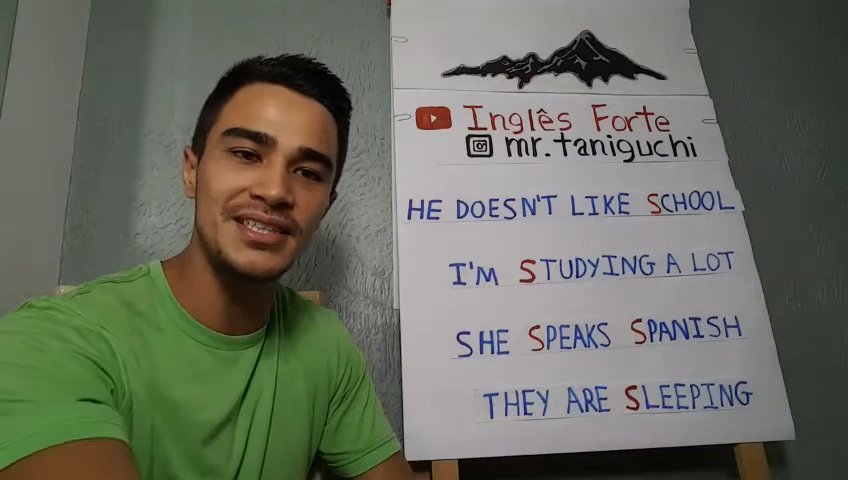 Inglês Forte
mr.taniguchi
HE DOESN'T LIKE SCHOOL
I'M STUDYING A LOT
SHE SPEAKS SPANISH
THEY ARE SLEEPING